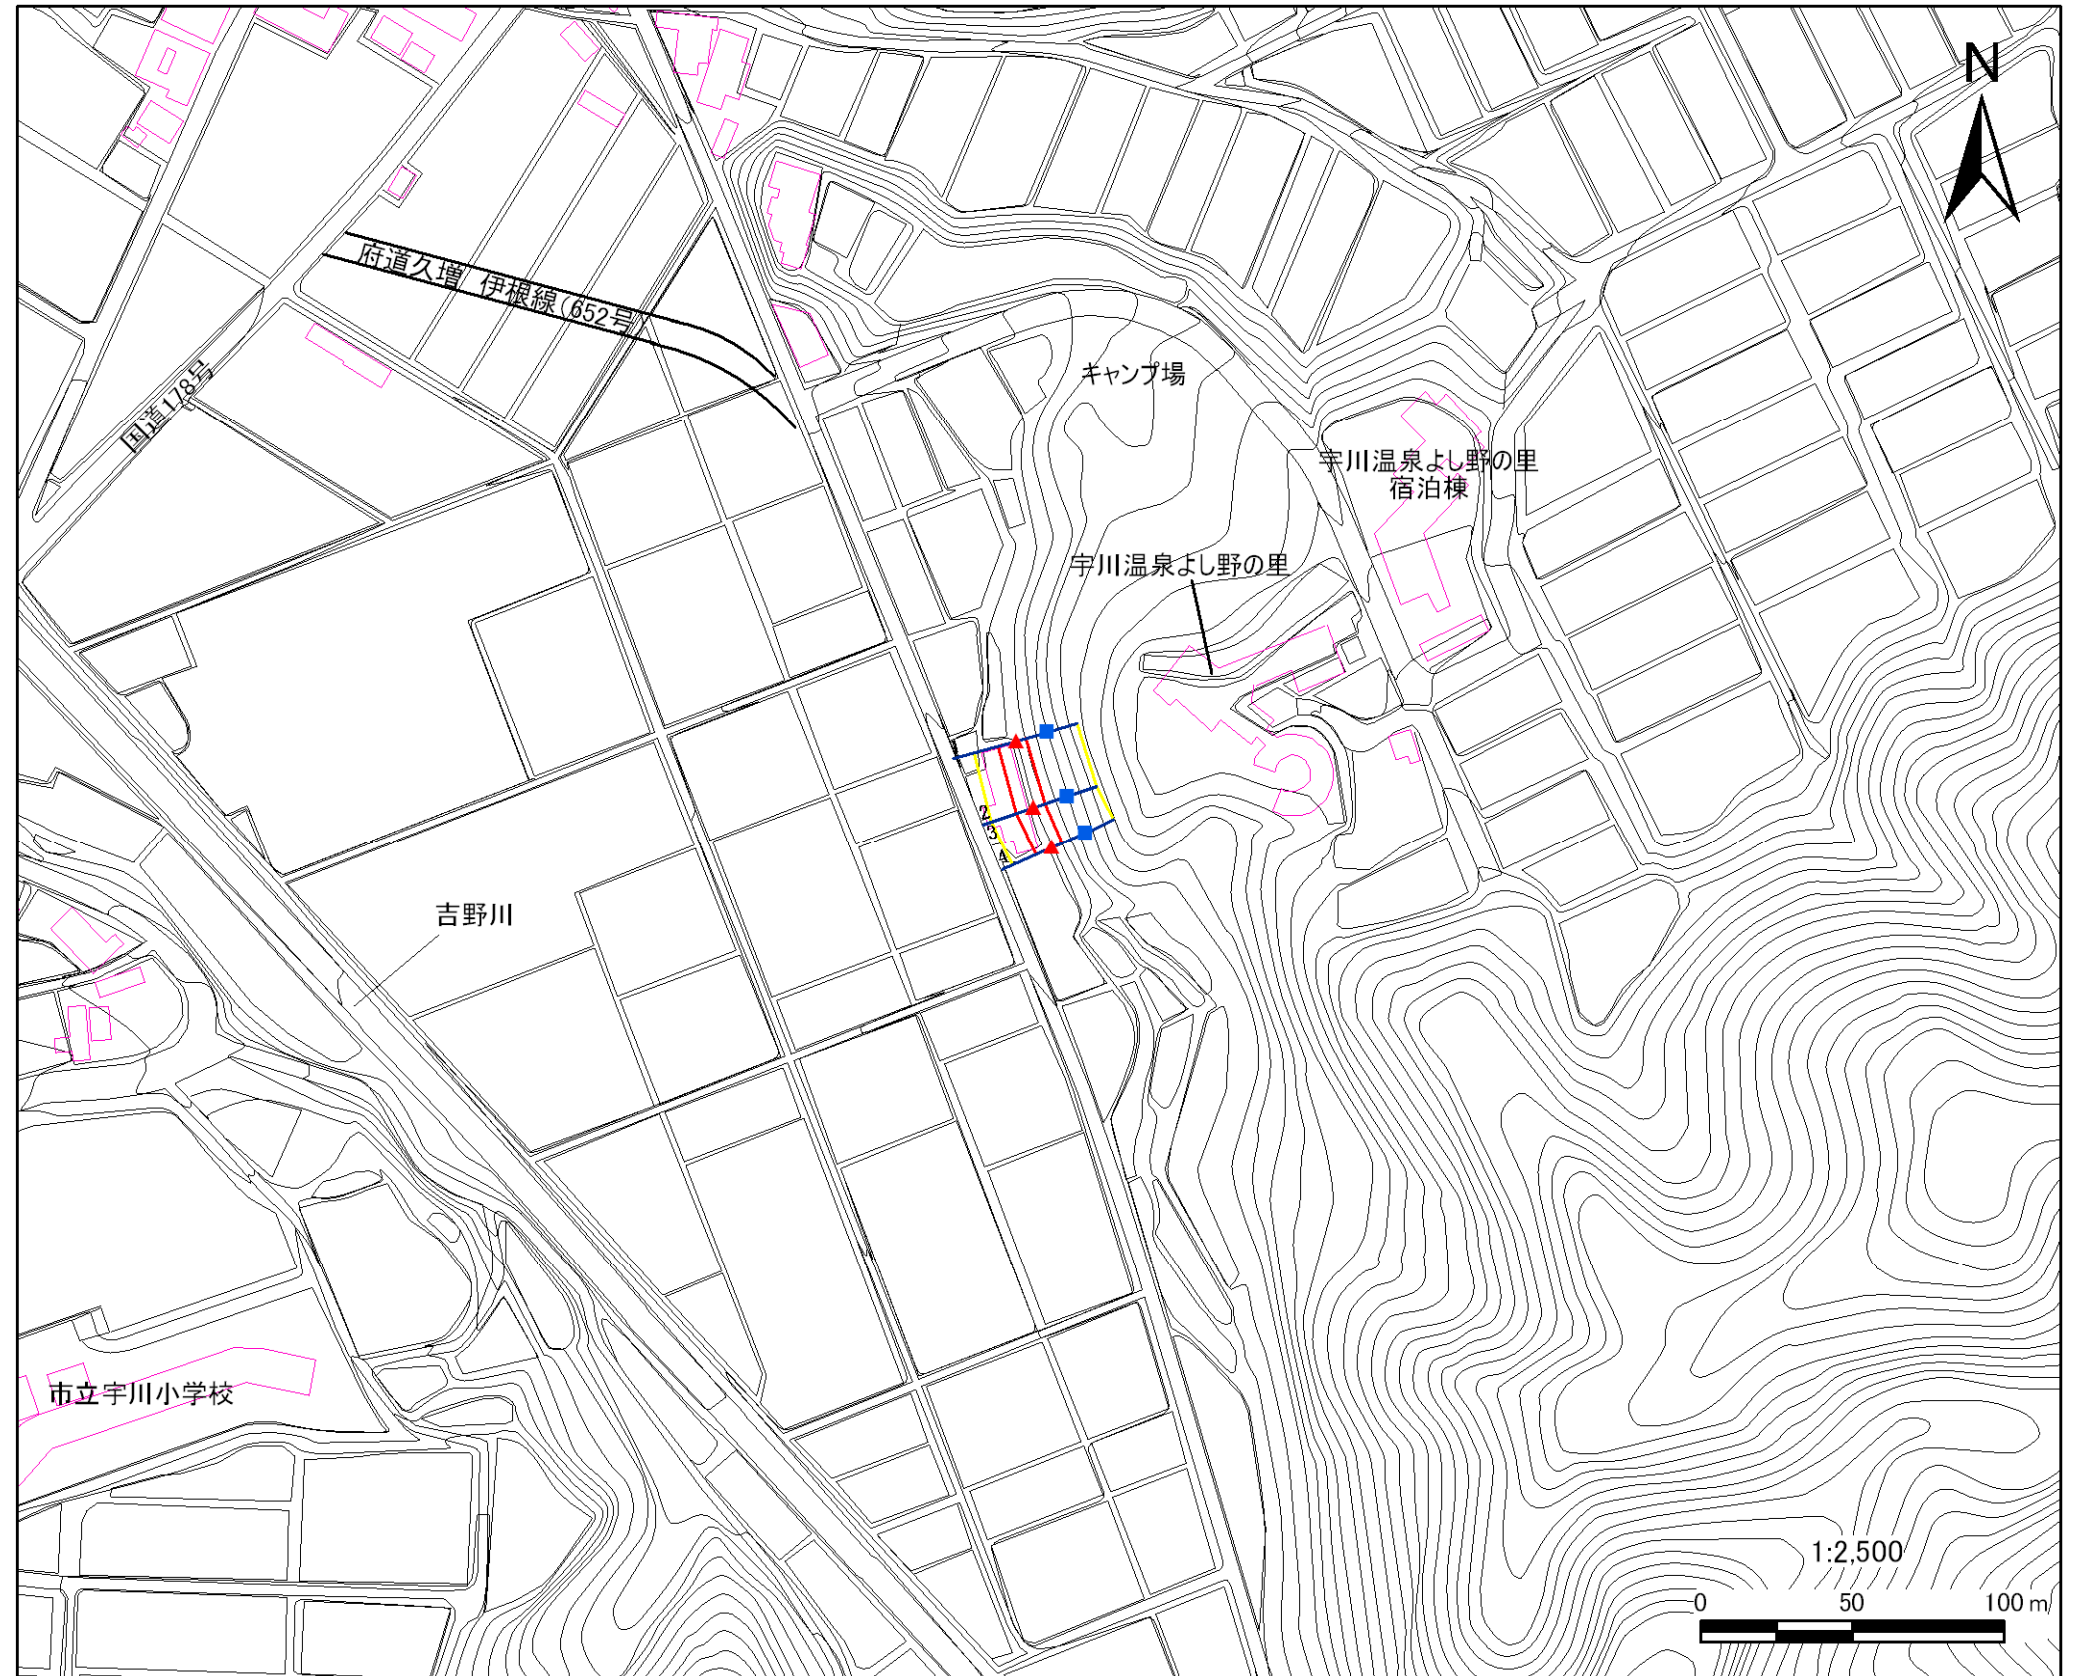 N
府道久増　伊根線(652号
国道178号
キャンプ場
宇川温泉よし野の里
宿泊棟
宇川温泉よし野の里
2
3
4
吉野川
市立宇川小学校
1:2,500
0 50 100 m